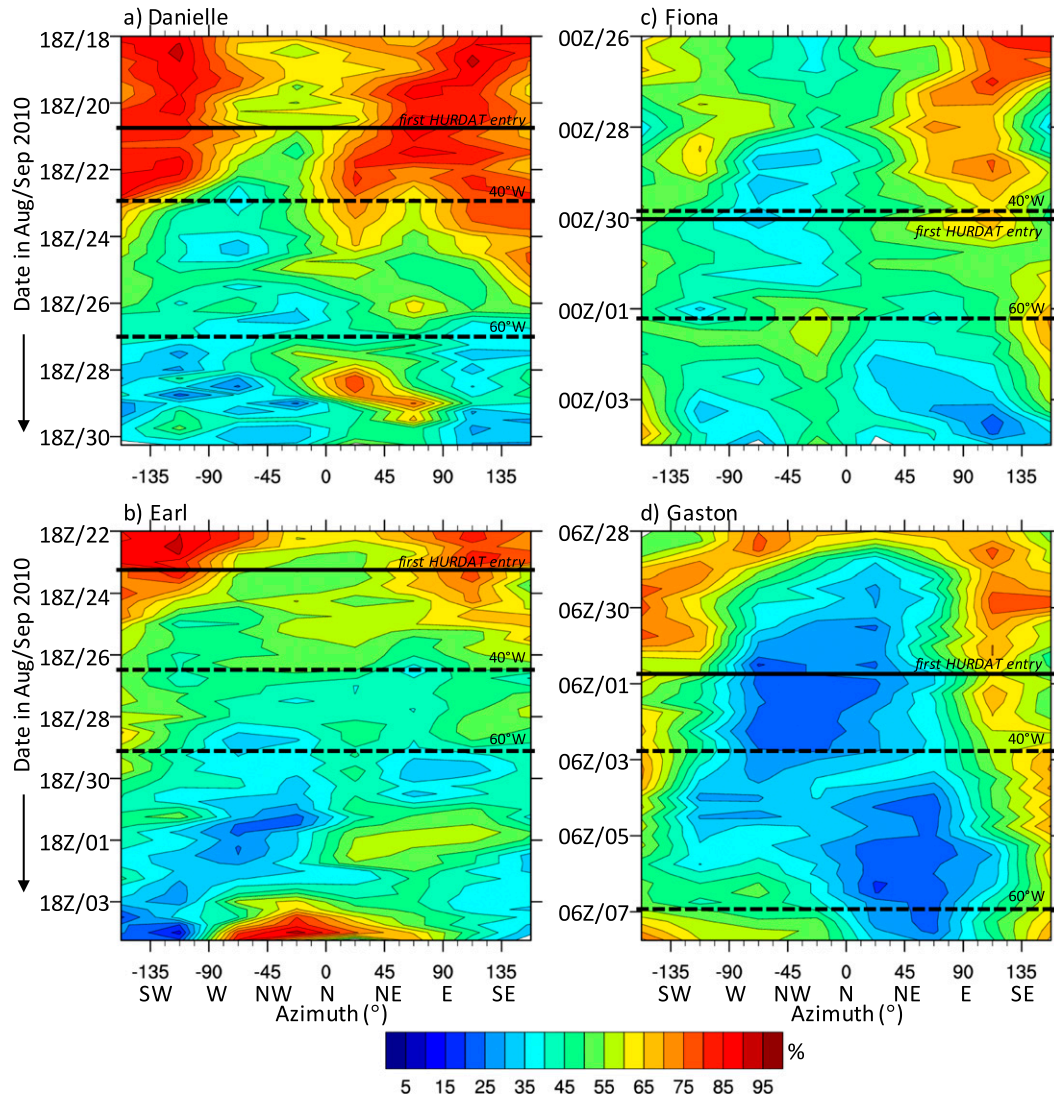 a) Danielle
18Z/18
18Z/20
18Z/22
18Z/24
18Z/26
18Z/28
18Z/30
first HURDAT entry
40°W
60°W
-135 -90 -45 0 45 90 135
Date in Aug/Sep 2010
c) Fiona
00Z/26
00Z/28
00Z/30
00Z/01
00Z/03
40°W
first HURDAT entry
60°W
-135 -90 -45 0 45 90 135
b) Earl
18Z/22
18Z/24
18Z/26
18Z/28
18Z/30
18Z/01
18Z/03
first HURDAT entry
40°W
60°W
-135 -90 -45 0 45 90 135
SW W NW N NE E SE
Azimuth (°)
Date in Aug/Sep 2010
d) Gaston
06Z/28
06Z/30
06Z/01
06Z/03
06Z/05
06Z/07
first HURDAT entry
40°W
60°W
-135 -90 -45 0 45 90 135
SW W NW N NE E SE
Azimuth (°)
%
5 15 25 35 45 55 65 75 85 95